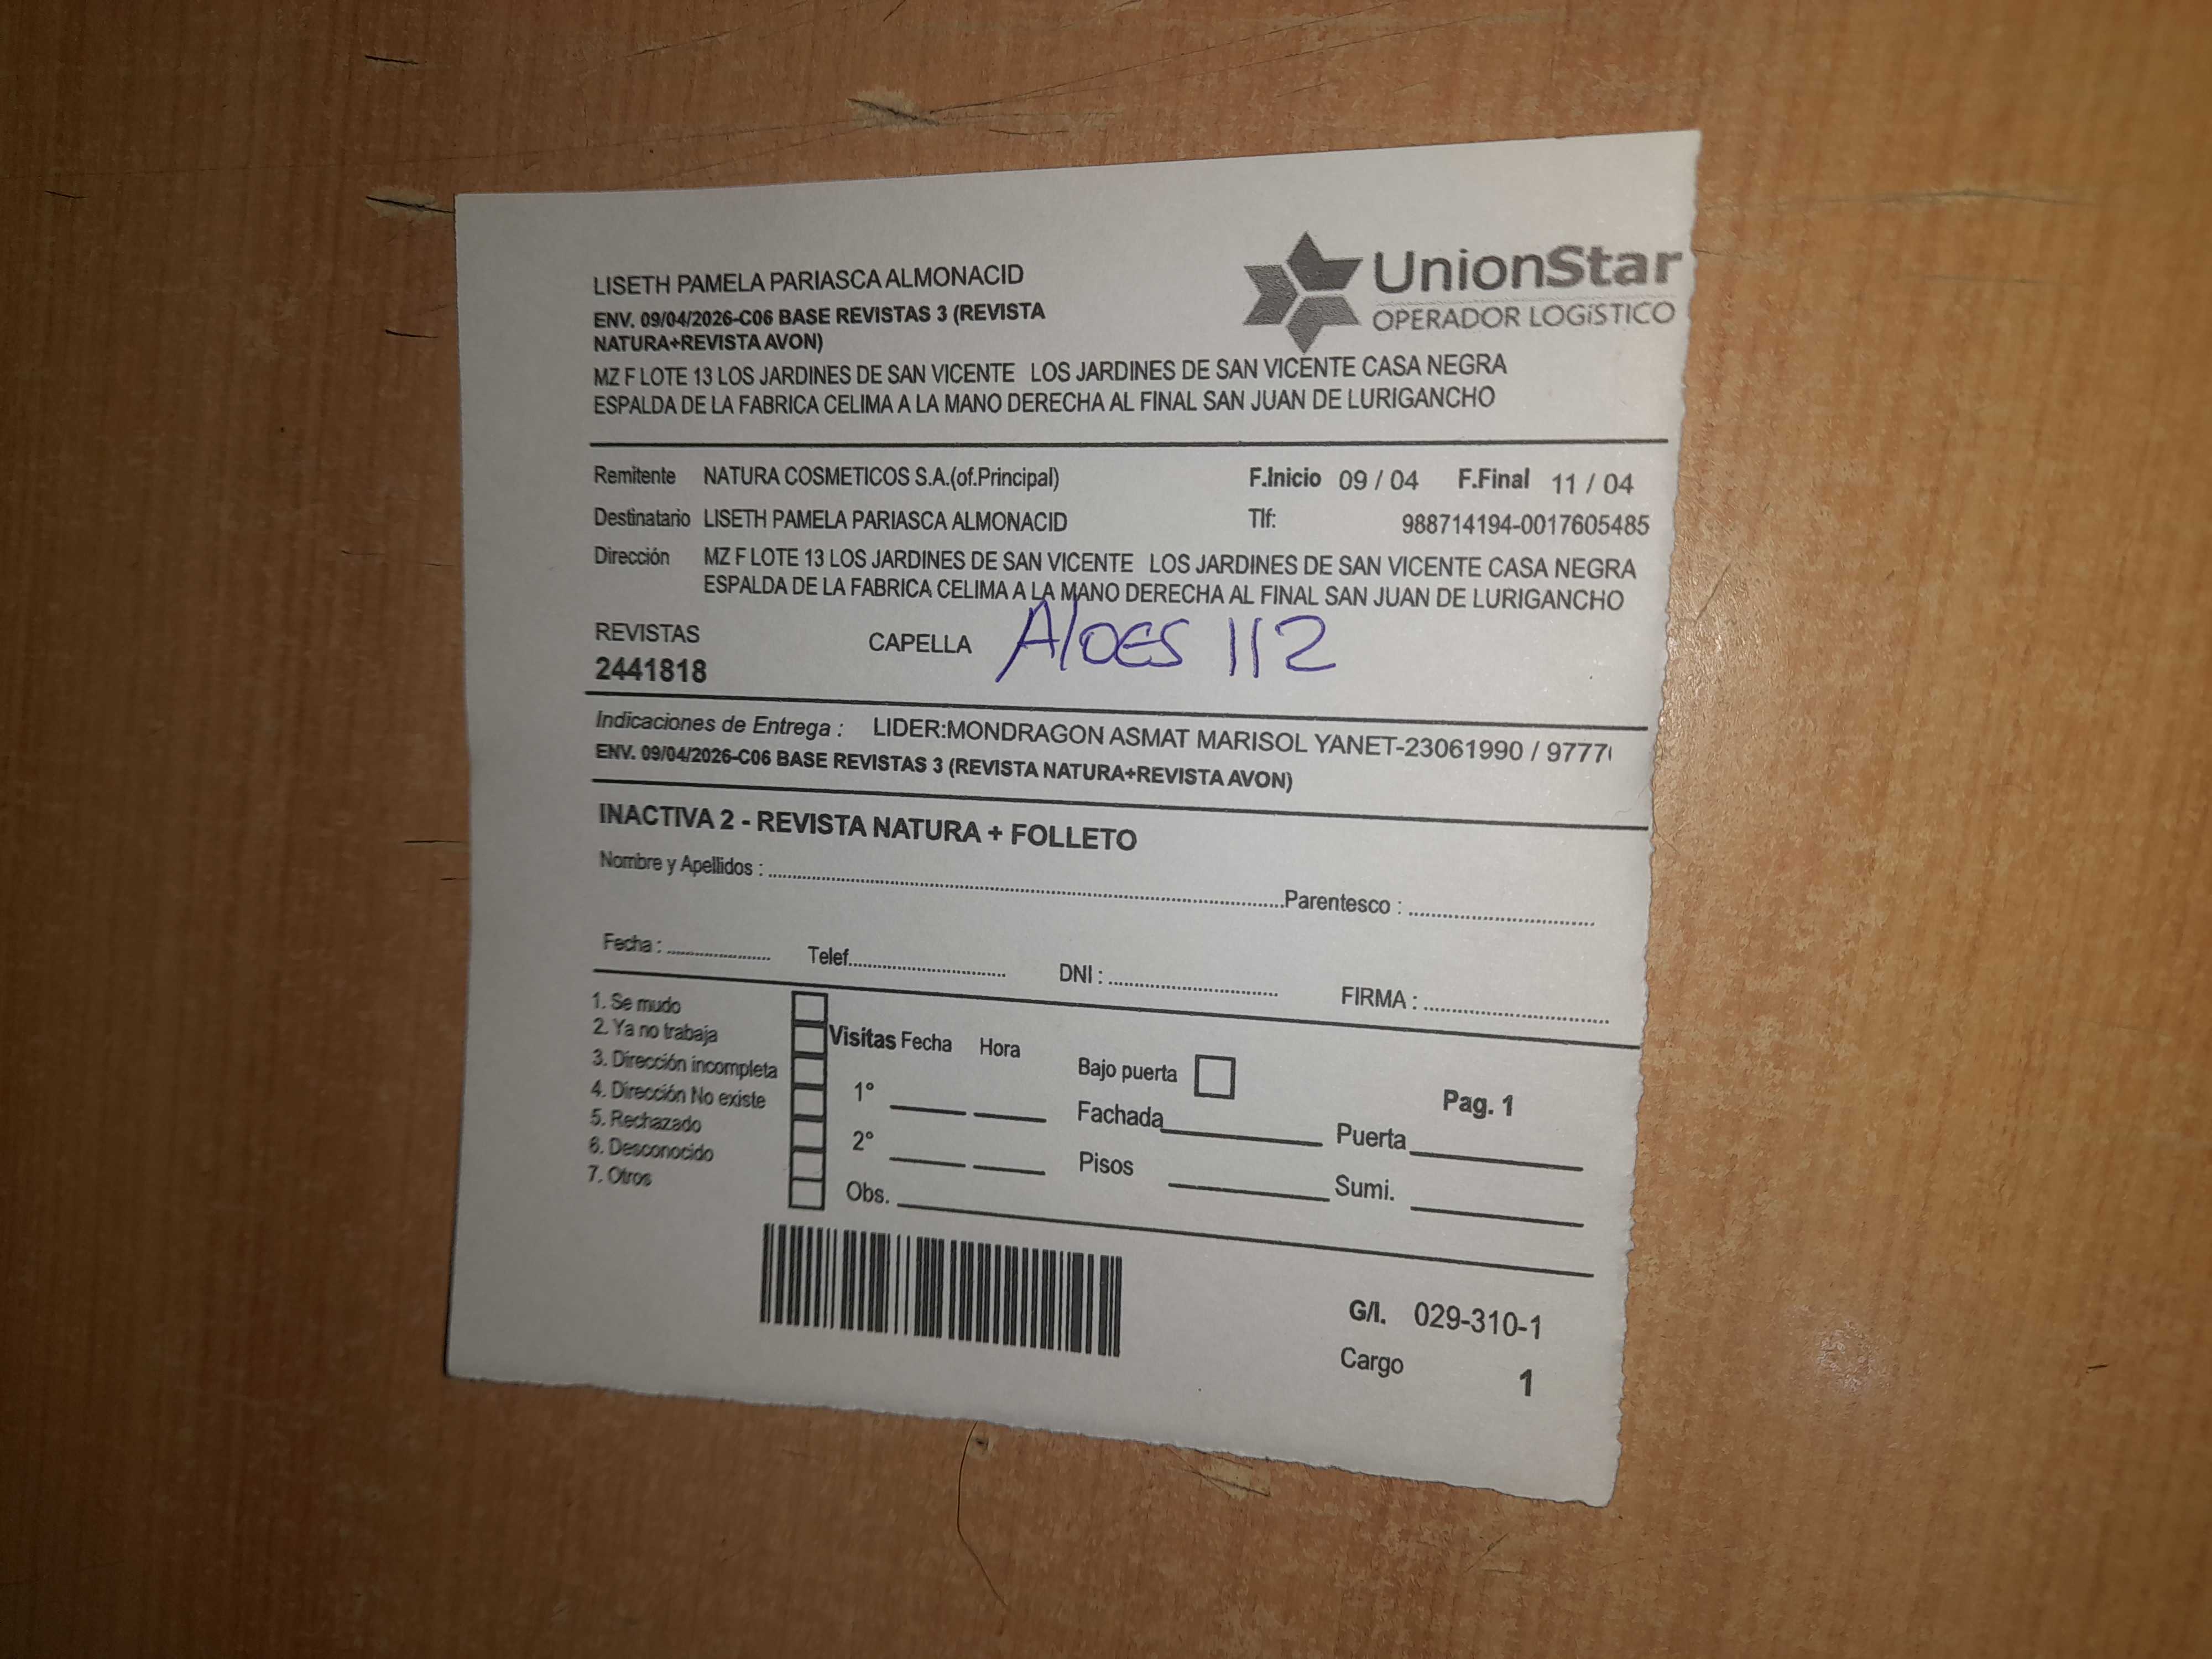 LISETH PAMELA PARIASCA ALMONACID
UnionStar
OPERADOR LOGíSTICO
ENV. 09/04/2026-C06 BASE REVISTAS 3 (REVISTA
NATURA+REVISTA AVON)
MZ F LOTE 13 LOS JARDINES DE SAN VICENTE LOS JARDINES DE SAN VICENTE CASA NEGRA
ESPALDA DE LA FABRICA CELIMA A LA MANO DERECHA AL FINAL SAN JUAN DE LURIGANCHO
Remitente NATURA COSMETICOS S.A.(of.Principal) F.Inicio 09 / 04 F.Final 11 / 04
Destinatario LISETH PAMELA PARIASCA ALMONACID Tlf: 988714194-0017605485
Dirección MZ F LOTE 13 LOS JARDINES DE SAN VICENTE LOS JARDINES DE SAN VICENTE CASA NEGRA
ESPALDA DE LA FABRICA CELIMA A LA MANO DERECHA AL FINAL SAN JUAN DE LURIGANCHO
REVISTAS CAPELLA Aloes 112
2441818
Indicaciones de Entrega : LIDER:MONDRAGON ASMAT MARISOL YANET-23061990 / 9777
ENV. 09/04/2026-C06 BASE REVISTAS 3 (REVISTA NATURA+REVISTA AVON)
INACTIVA 2 - REVISTA NATURA + FOLLETO
Nombre y Apellidos : Parentesco :
Fecha : Telef. DNI : FIRMA :
1. Se mudo
2. Ya no trabaja
3. Dirección incompleta
4. Dirección No existe
5. Rechazado
6. Desconocido
7. Otros
Visitas Fecha Hora Bajo puerta Pag. 1
1° Fachada Puerta
2° Pisos Sumi.
Obs.
G/I. 029-310-1
Cargo 1